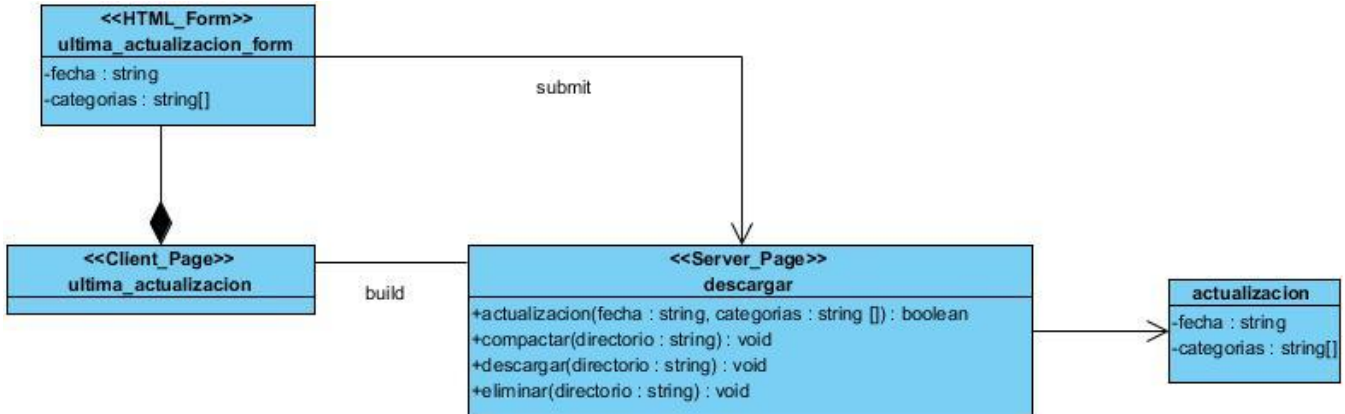 <<HTML_Form>>
ultima_actualizacion_form
-fecha : string
-categorias : string[]
submit
<<Client_Page>>
ultima_actualizacion
build
<<Server_Page>>
descargar
+actualizacion(fecha : string, categorias : string []) : boolean
+compactar(directorio : string) : void
+descargar(directorio : string) : void
+eliminar(directorio : string) : void
actualizacion
-fecha : string
-categorias : string[]